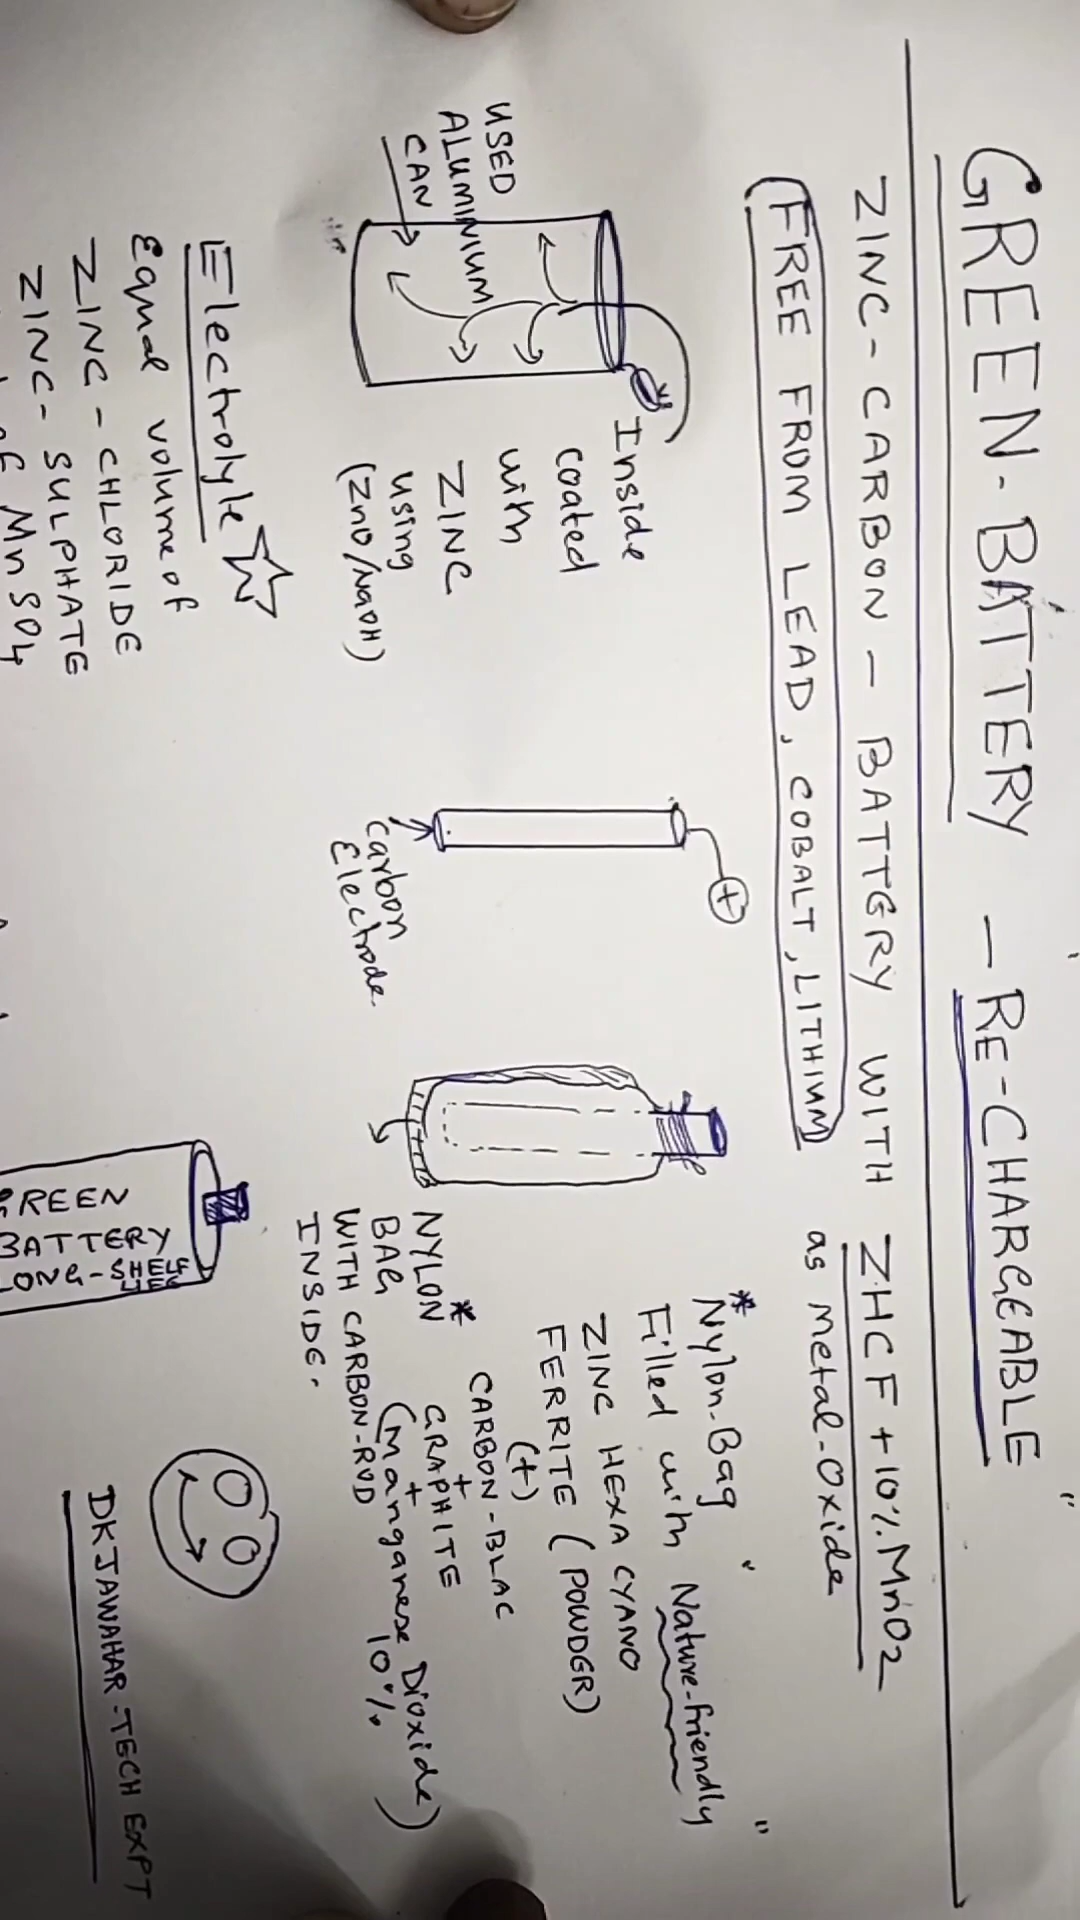 GREEN-BATTERY - RE-CHARGEABLE
ZINC-CARBON - BATTERY WITH ZHCF + 10% MnO2
(FREE FROM LEAD, COBALT, LITHIUM)
as Metal-Oxide
USED
ALUMINIUM
CAN
Inside
coated
with
ZINC
using
(ZnO/NaOH)
+
Carbon
Electrode.
NYLON *
BAG
WITH CARBON-ROD
INSIDE.
* Nylon-Bag
Filled with Nature-friendly
ZINC HEXA CYANO
FERRITE (POWDER)
(+)
CARBON-BLAC
+
GRAPHITE
+
(Manganese Dioxide)
10%
Electrolyte
Equal volume of
ZINC-CHLORIDE
ZINC-SULPHATE
of MnSO4
GREEN
BATTERY
LONG-SHELF
DKJAWAHAR-TECH EXPT